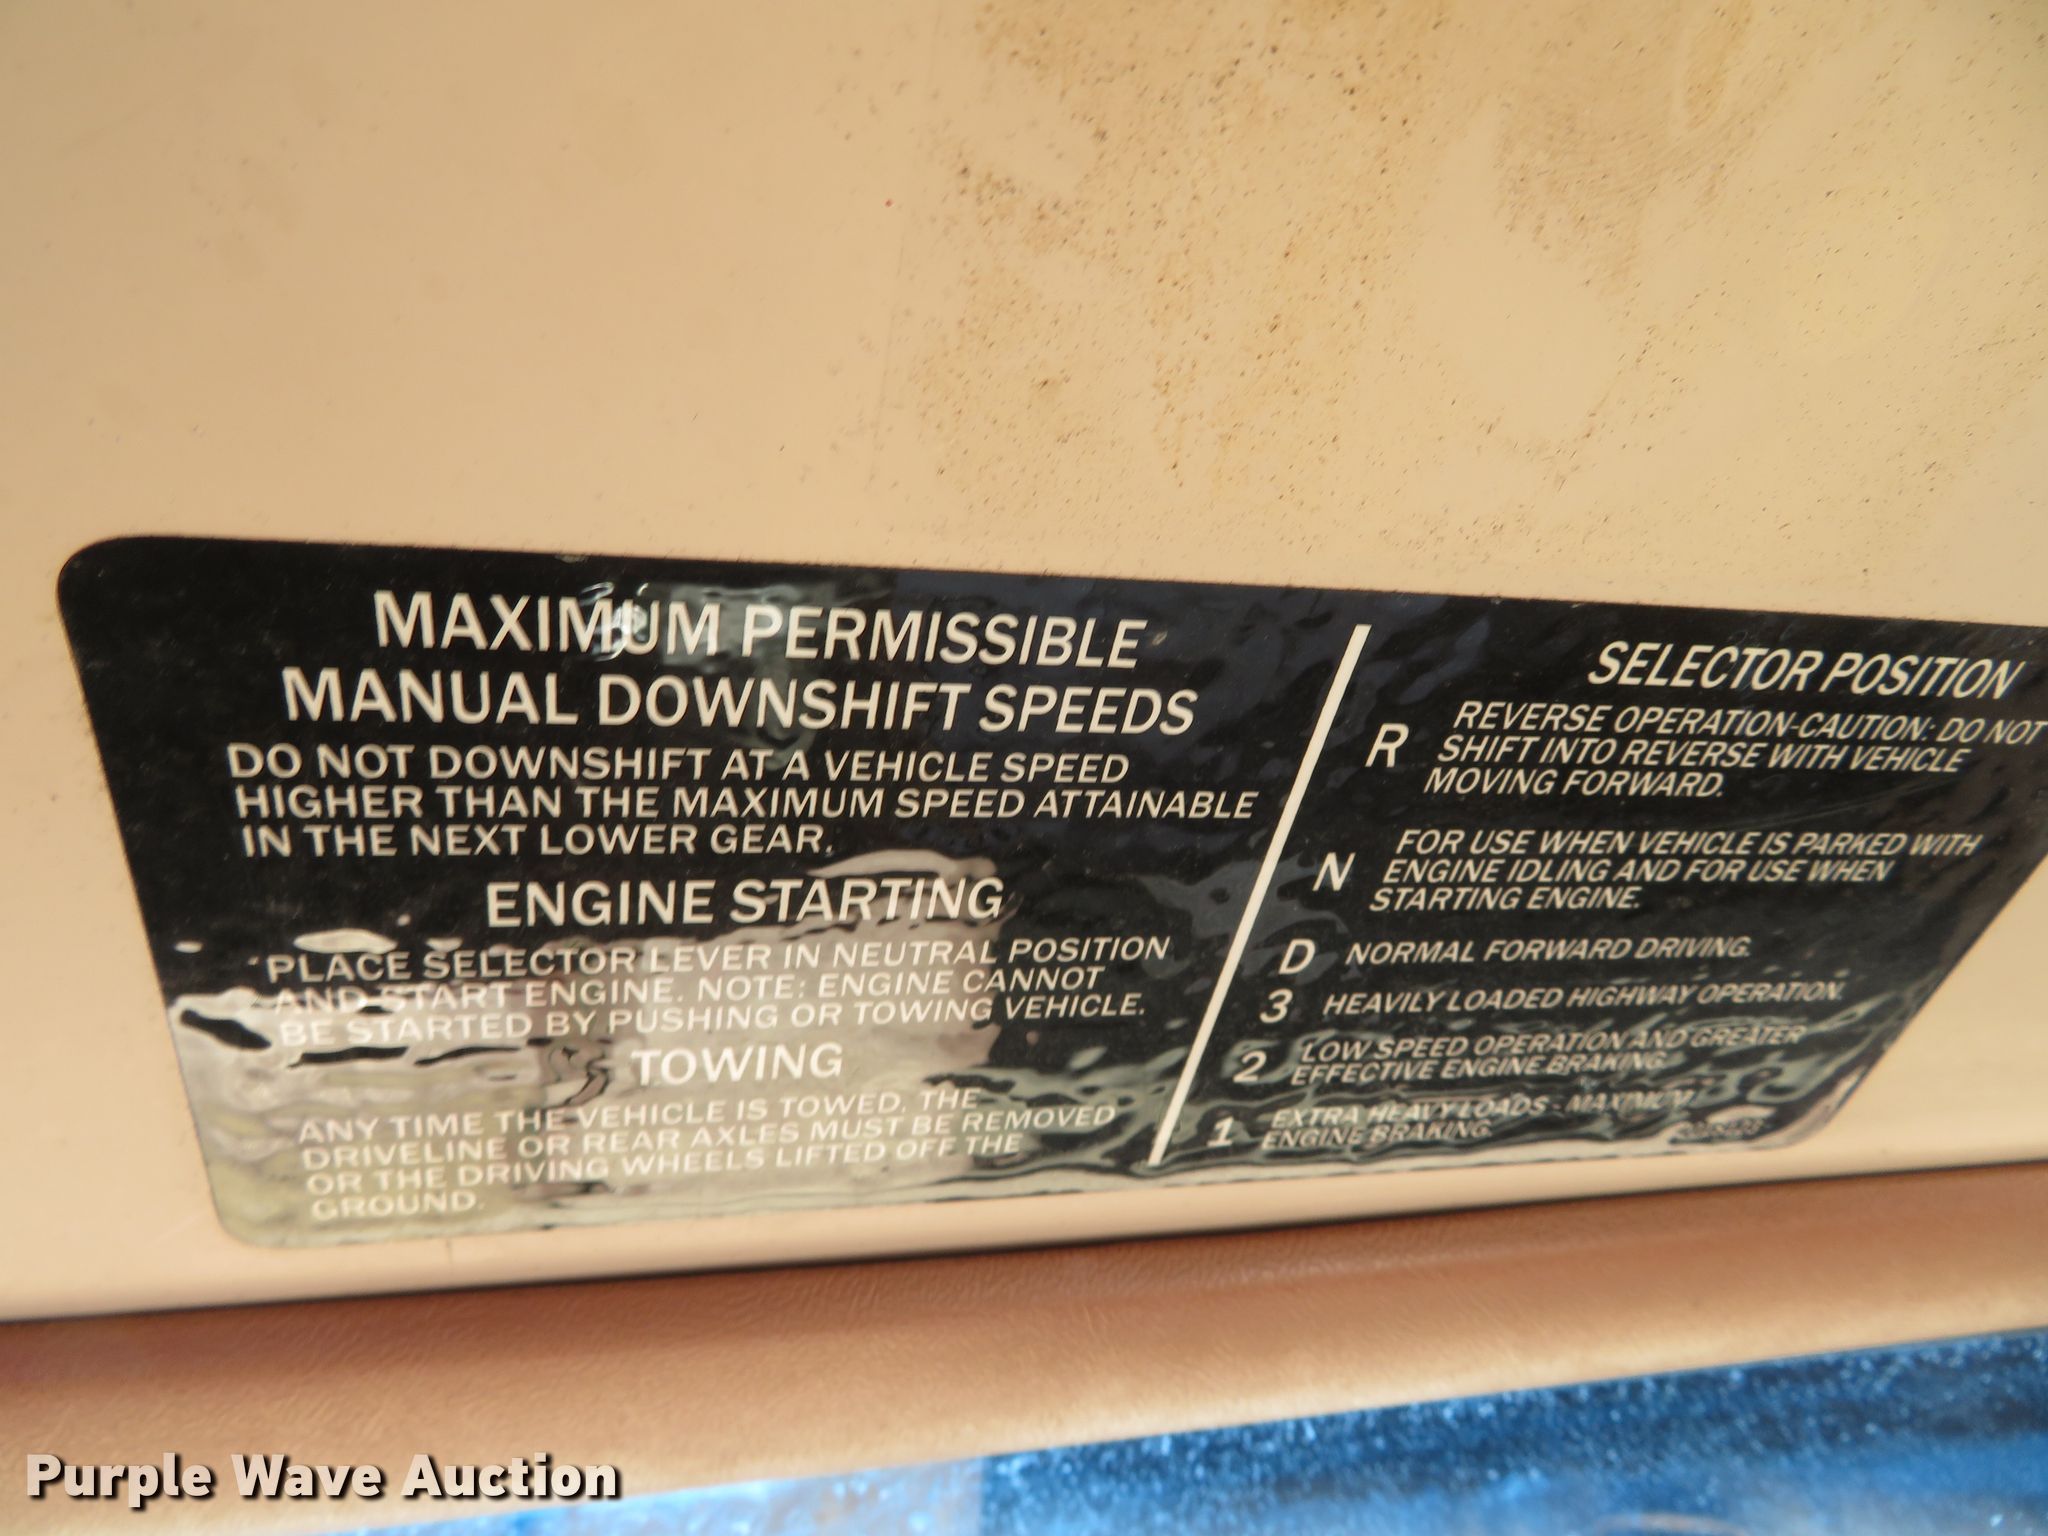 MAXIMUM PERMISSIBLE
MANUAL DOWNSHIFT SPEEDS
DO NOT DOWNSHIFT AT A VEHICLE SPEED
HIGHER THAN THE MAXIMUM SPEED ATTAINABLE
IN THE NEXT LOWER GEAR.
ENGINE STARTING
PLACE SELECTOR LEVER IN NEUTRAL POSITION
AND START ENGINE. NOTE: ENGINE CANNOT
BE STARTED BY PUSHING OR TOWING VEHICLE.
TOWING
ANY TIME THE VEHICLE IS TOWED, THE
DRIVELINE OR REAR AXLES MUST BE REMOVED
OR THE DRIVING WHEELS LIFTED OFF THE
GROUND.
SELECTOR POSITION
R REVERSE OPERATION-CAUTION: DO NOT
SHIFT INTO REVERSE WITH VEHICLE
MOVING FORWARD.
N FOR USE WHEN VEHICLE IS PARKED WITH
ENGINE IDLING AND FOR USE WHEN
STARTING ENGINE.
D NORMAL FORWARD DRIVING.
3 HEAVILY LOADED HIGHWAY OPERATION.
2 LOW SPEED OPERATION AND GREATER
EFFECTIVE ENGINE BRAKING.
1 EXTRA HEAVY LOADS - MAXIMUM
ENGINE BRAKING.
Purple Wave Auction